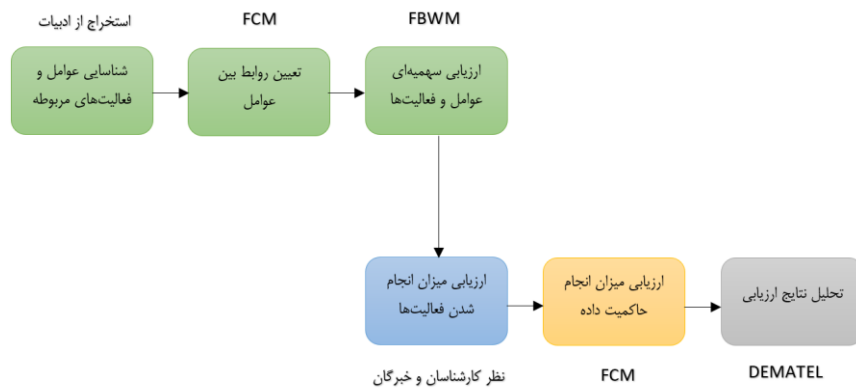 استخراج از ادبیات
FCM
FBWM
شناسایی عوامل و
فعالیت‌های مربوطه
تعیین روابط بین
عوامل
ارزیابی سهمیه‌ای
عوامل و فعالیت‌ها
ارزیابی میزان انجام
شدن فعالیت‌ها
ارزیابی میزان انجام
حاکمیت داده
تحلیل نتایج ارزیابی
نظر کارشناسان و خبرگان
FCM
DEMATEL